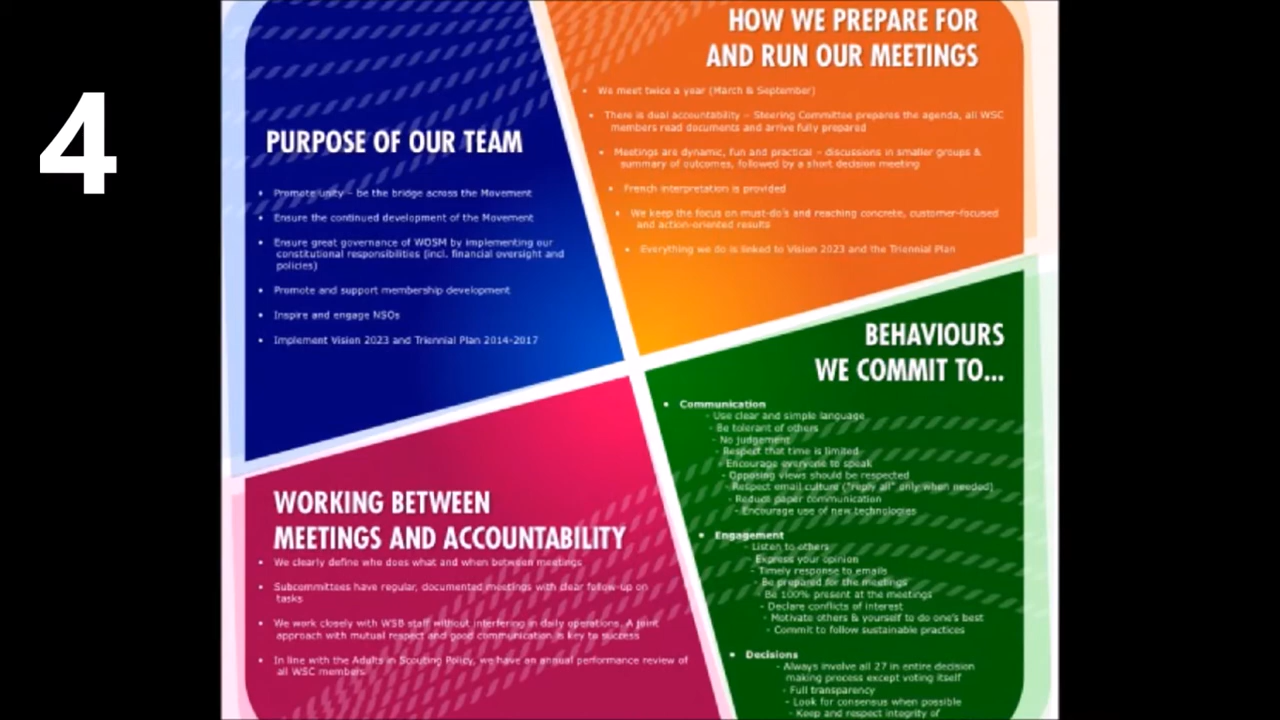 4
PURPOSE OF OUR TEAM
• Promote unity – be the bridge across the Movement
• Ensure the continued development of the Movement
• Ensure great governance of WOSM by implementing our
constitutional responsibilities (incl. financial oversight and
policies)
• Promote and support membership development
• Inspire and engage NSOs
• Implement Vision 2023 and Triennial Plan 2014-2017
HOW WE PREPARE FOR
AND RUN OUR MEETINGS
• We meet twice a year (March & September)
• There is dual accountability – Steering Committee prepares the agenda, all WSC
members read documents and arrive fully prepared
• Meetings are dynamic, fun and practical – discussions in smaller groups &
summary of outcomes, followed by a short decision meeting
• French interpretation is provided
• We keep the focus on must-do's and reaching concrete, customer-focused
and action-oriented results
• Everything we do is linked to Vision 2023 and the Triennial Plan
WORKING BETWEEN
MEETINGS AND ACCOUNTABILITY
• We clearly define who does what and when between meetings
• Subcommittees have regular, documented meetings with clear follow-up on
tasks
• We work closely with WSB staff without interfering in daily operations. A joint
approach with mutual respect and good communication is key to success
• In line with the Adults in Scouting Policy, we have an annual performance review of
all WSC members
BEHAVIOURS
WE COMMIT TO...
• Communication
- Use clear and simple language
- Be tolerant of others
- No judgement
- Respect that time is limited
- Encourage everyone to speak
- Opposing views should be respected
- Respect email culture ("reply all" only when needed)
- Reduce paper communication
- Encourage use of new technologies
• Engagement
- Listen to others
- Express your opinion
- Timely response to emails
- Be prepared for the meetings
- Be 100% present at the meetings
- Declare conflicts of interest
- Motivate others & yourself to do one's best
- Commit to follow sustainable practices
• Decisions
- Always involve all 27 in entire decision
making process except voting itself
- Full transparency
- Look for consensus when possible
- Keep and respect integrity of